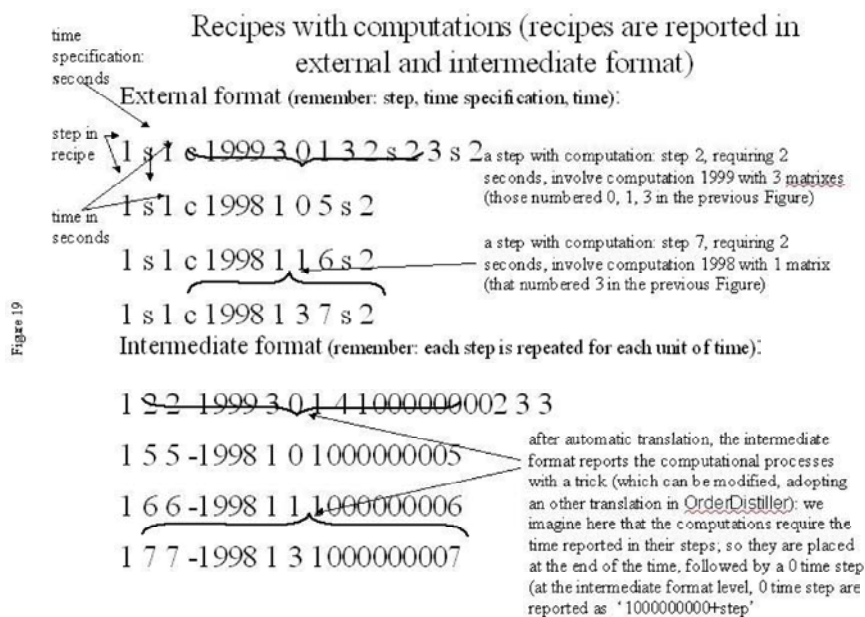 Recipes with computations (recipes are reported in
external and intermediate format)
time
specification:
seconds
External format (remember: step, time specification, time):
step in
recipe
1 s 1 c 1999 3 0 1 3 2 s 2 3 s 2
a step with computation: step 2, requiring 2
seconds, involve computation 1999 with 3 matrixes
(those numbered 0, 1, 3 in the previous Figure)
time in
seconds
1 s 1 c 1998 1 0 5 s 2
1 s 1 c 1998 1 1 6 s 2
a step with computation: step 7, requiring 2
seconds, involve computation 1998 with 1 matrix
(that numbered 3 in the previous Figure)
1 s 1 c 1998 1 3 7 s 2
Figure 19
Intermediate format (remember: each step is repeated for each unit of time):
1 2 2 -1999 3 0 1 4 1000000002 3 3
1 5 5 -1998 1 0 1000000005
1 6 6 -1998 1 1 1000000006
1 7 7 -1998 1 3 1000000007
after automatic translation, the intermediate
format reports the computational processes
with a trick (which can be modified, adopting
an other translation in OrderDistiller): we
imagine here that the computations require the
time reported in their steps; so they are placed
at the end of the time, followed by a 0 time step
(at the intermediate format level, 0 time step are
reported as ‘1000000000+step’